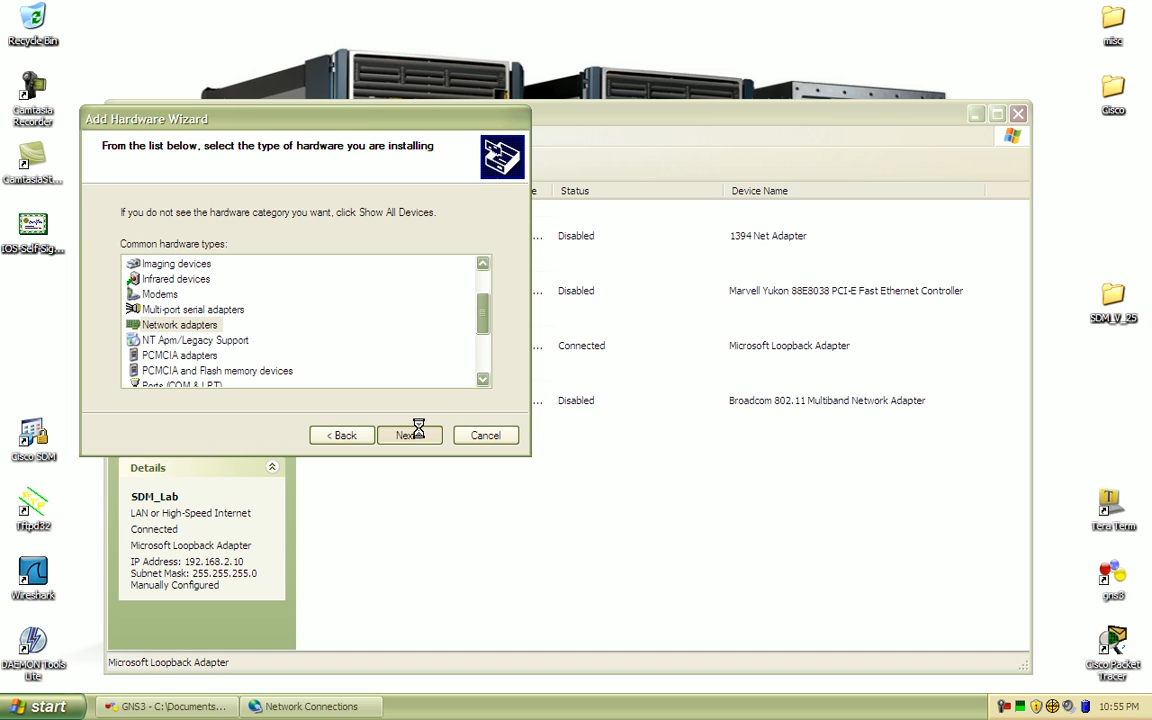 Recycle Bin
misc
Camtasia
Recorder
Cisco
CamtasiaSt...
IOS-Self-Sig...
SDM_V_25
Cisco SDM
Tftpd32
Tera Term
Wireshark
gns3
DAEMON Tools
Lite
Cisco Packet
Tracer
Add Hardware Wizard
From the list below, select the type of hardware you are installing
If you do not see the hardware category you want, click Show All Devices.
Common hardware types:
Imaging devices
Infrared devices
Modems
Multi-port serial adapters
Network adapters
NT Apm/Legacy Support
PCMCIA adapters
PCMCIA and Flash memory devices
Ports (COM & LPT)
< Back
Next
Cancel
Status
Device Name
Disabled
1394 Net Adapter
Disabled
Marvell Yukon 88E8038 PCI-E Fast Ethernet Controller
Connected
Microsoft Loopback Adapter
Disabled
Broadcom 802.11 Multiband Network Adapter
Details
SDM_Lab
LAN or High-Speed Internet
Connected
Microsoft Loopback Adapter
IP Address: 192.168.2.10
Subnet Mask: 255.255.255.0
Manually Configured
Microsoft Loopback Adapter
start
GNS3 - C:\Documents...
Network Connections
10:55 PM